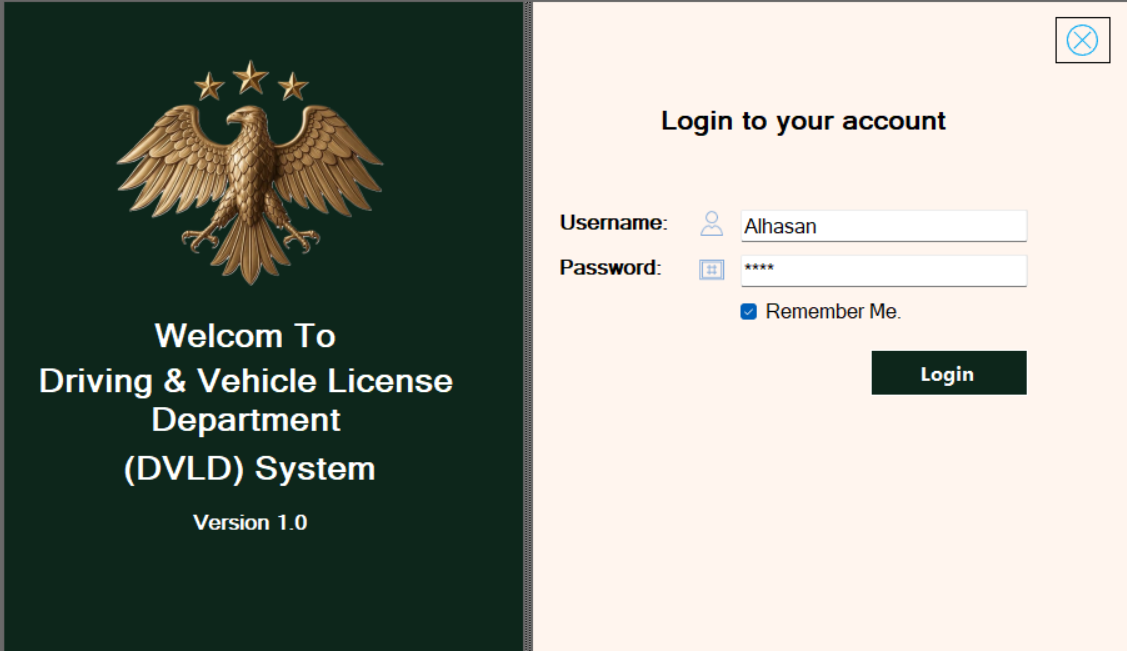 Welcom To
Driving & Vehicle License
Department
(DVLD) System
Version 1.0
Login to your account
Username: Alhasan
Password: ****
Remember Me.
Login